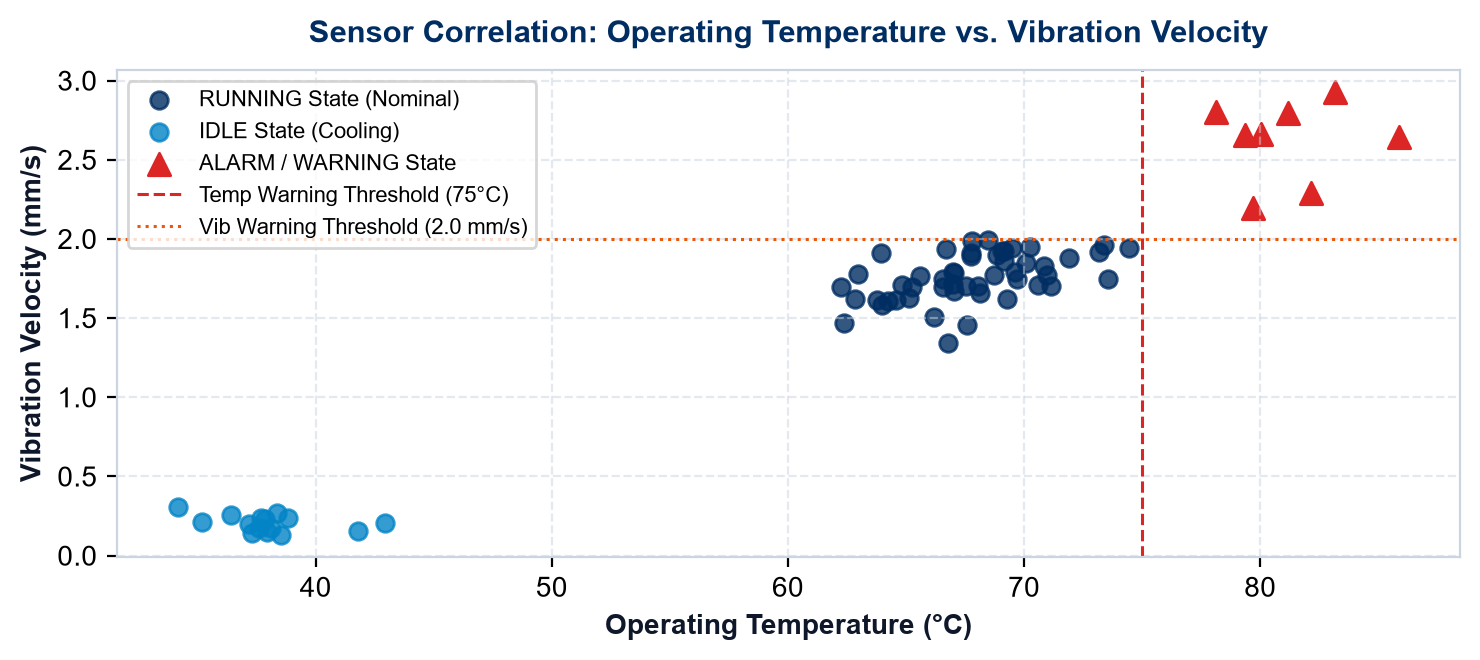 Sensor Correlation: Operating Temperature vs. Vibration Velocity
3.0
2.5
2.0
1.5
1.0
0.5
0.0
Vibration Velocity (mm/s)
RUNNING State (Nominal)
IDLE State (Cooling)
ALARM / WARNING State
Temp Warning Threshold (75°C)
Vib Warning Threshold (2.0 mm/s)
40
50
60
70
80
Operating Temperature (°C)